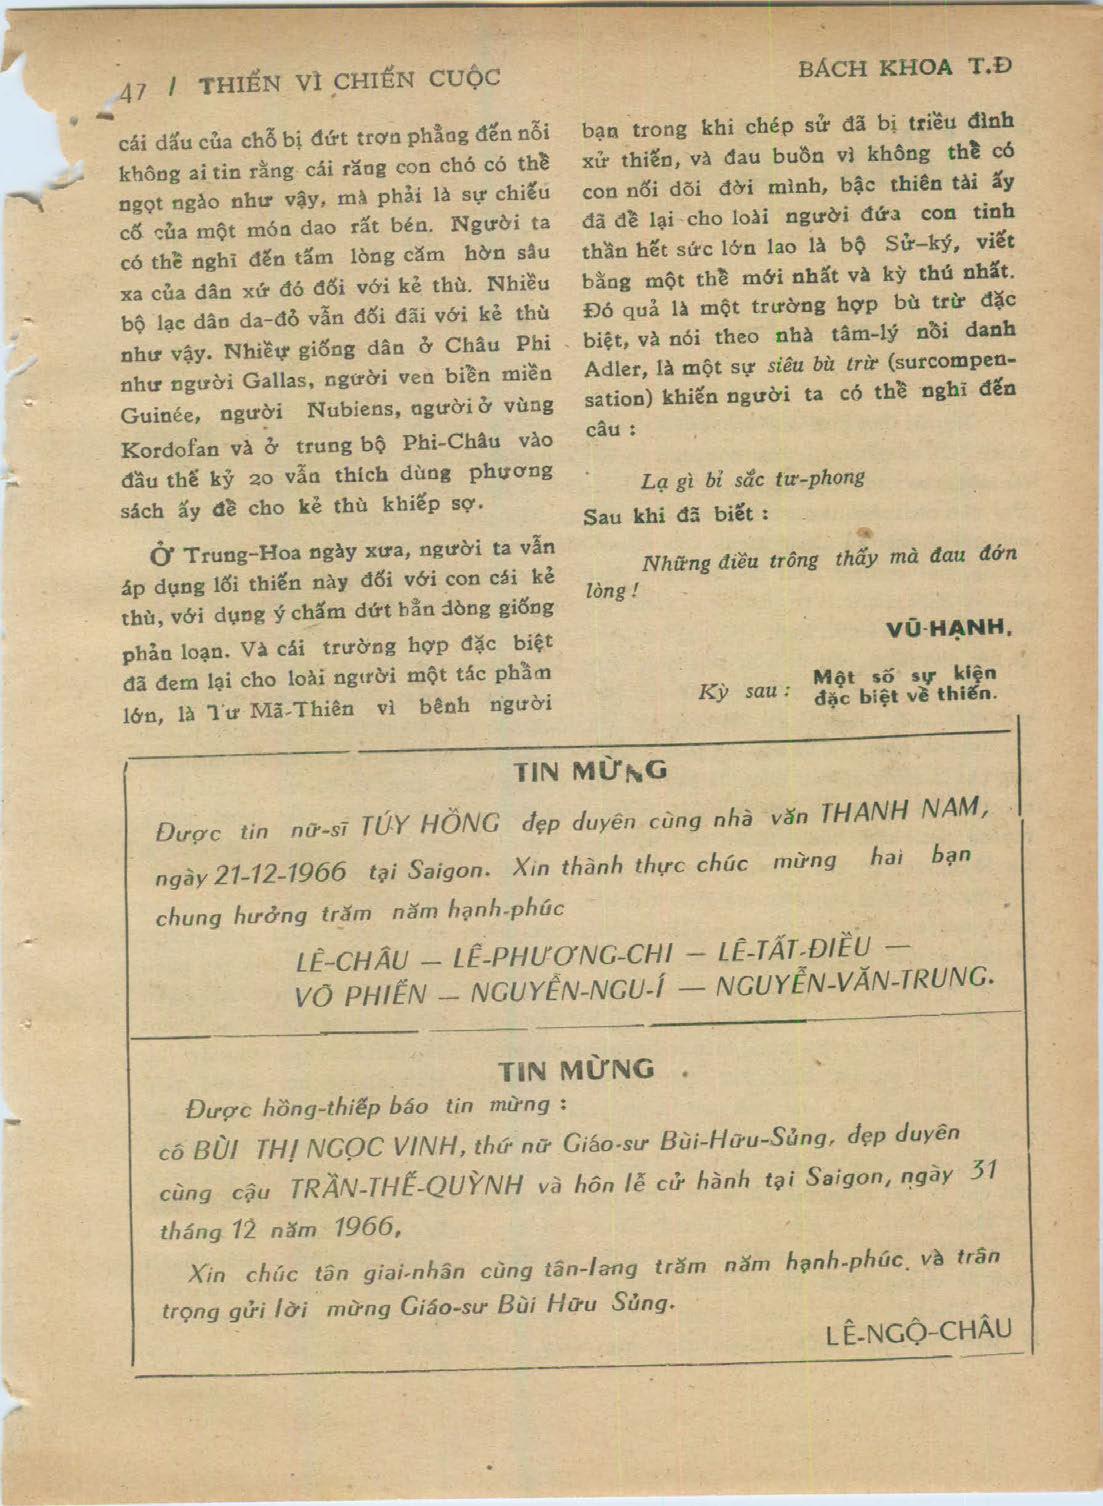 47 / THIẾN VÌ CHIẾN CUỘC
BÁCH KHOA T.Đ
cái dấu của chỗ bị đứt trơn phẳng đến nỗi
không ai tin rằng cái răng con chó có thể
ngọt ngào như vậy, mà phải là sự chiếu
cố của một món dao rất bén. Người ta
có thể nghĩ đến tấm lòng căm hờn sâu
xa của dân xứ đó đối với kẻ thù. Nhiều
bộ lạc dân da-đỏ vẫn đối đãi với kẻ thù
như vậy. Nhiều giống dân ở Châu Phi
như người Gallas, người ven biển miền
Guinée, người Nubiens, người ở vùng
Kordofan và ở trung bộ Phi-Châu vào
đầu thế kỷ 20 vẫn thích dùng phương
sách ấy để cho kẻ thù khiếp sợ.
Ở Trung-Hoa ngày xưa, người ta vẫn
áp dụng lối thiến này đối với con cái kẻ
thù, với dụng ý chấm dứt hẳn dòng giống
phản loạn. Và cái trường hợp đặc biệt
đã đem lại cho loài người một tác phẩm
lớn, là Tư Mã-Thiên vì bênh người
bạn trong khi chép sử đã bị triều đình
xử thiến, và đau buồn vì không thể có
con nối dõi đời mình, bậc thiên tài ấy
đã để lại cho loài người đứa con tinh
thần hết sức lớn lao là bộ Sử-ký, viết
bằng một thể mới nhất và kỳ thú nhất.
Đó quả là một trường hợp bù trừ đặc
biệt, và nói theo nhà tâm-lý nổi danh
Adler, là một sự siêu bù trừ (surcompen-
sation) khiến người ta có thể nghĩ đến
câu :
Lạ gì bỉ sắc tư-phong
Sau khi đã biết :
Những điều trông thấy mà đau đớn
lòng !
VŨ-HẠNH.
Kỳ sau : Một số sự kiện
đặc biệt về thiến.
TIN MỪNG
Được tin nữ-sĩ TÚY HỒNG đẹp duyên cùng nhà văn THANH NAM,
ngày 21-12-1966 tại Saigon. Xin thành thực chúc mừng hai bạn
chung hưởng trăm năm hạnh-phúc
LÊ-CHÂU — LÊ-PHƯƠNG-CHI — LÊ-TẤT-ĐIỀU —
VÕ PHIẾN — NGUYỄN-NGU-Í — NGUYỄN-VĂN-TRUNG.
TIN MỪNG
Được hồng-thiếp báo tin mừng :
cô BÙI THỊ NGỌC VINH, thứ nữ Giáo-sư Bùi-Hữu-Sủng, đẹp duyên
cùng cậu TRẦN-THẾ-QUỲNH và hôn lễ cử hành tại Saigon, ngày 31
tháng 12 năm 1966,
Xin chúc tân giai-nhân cùng tân-lang trăm năm hạnh-phúc, và trân
trọng gửi lời mừng Giáo-sư Bùi Hữu Sủng.
LÊ-NGỘ-CHÂU